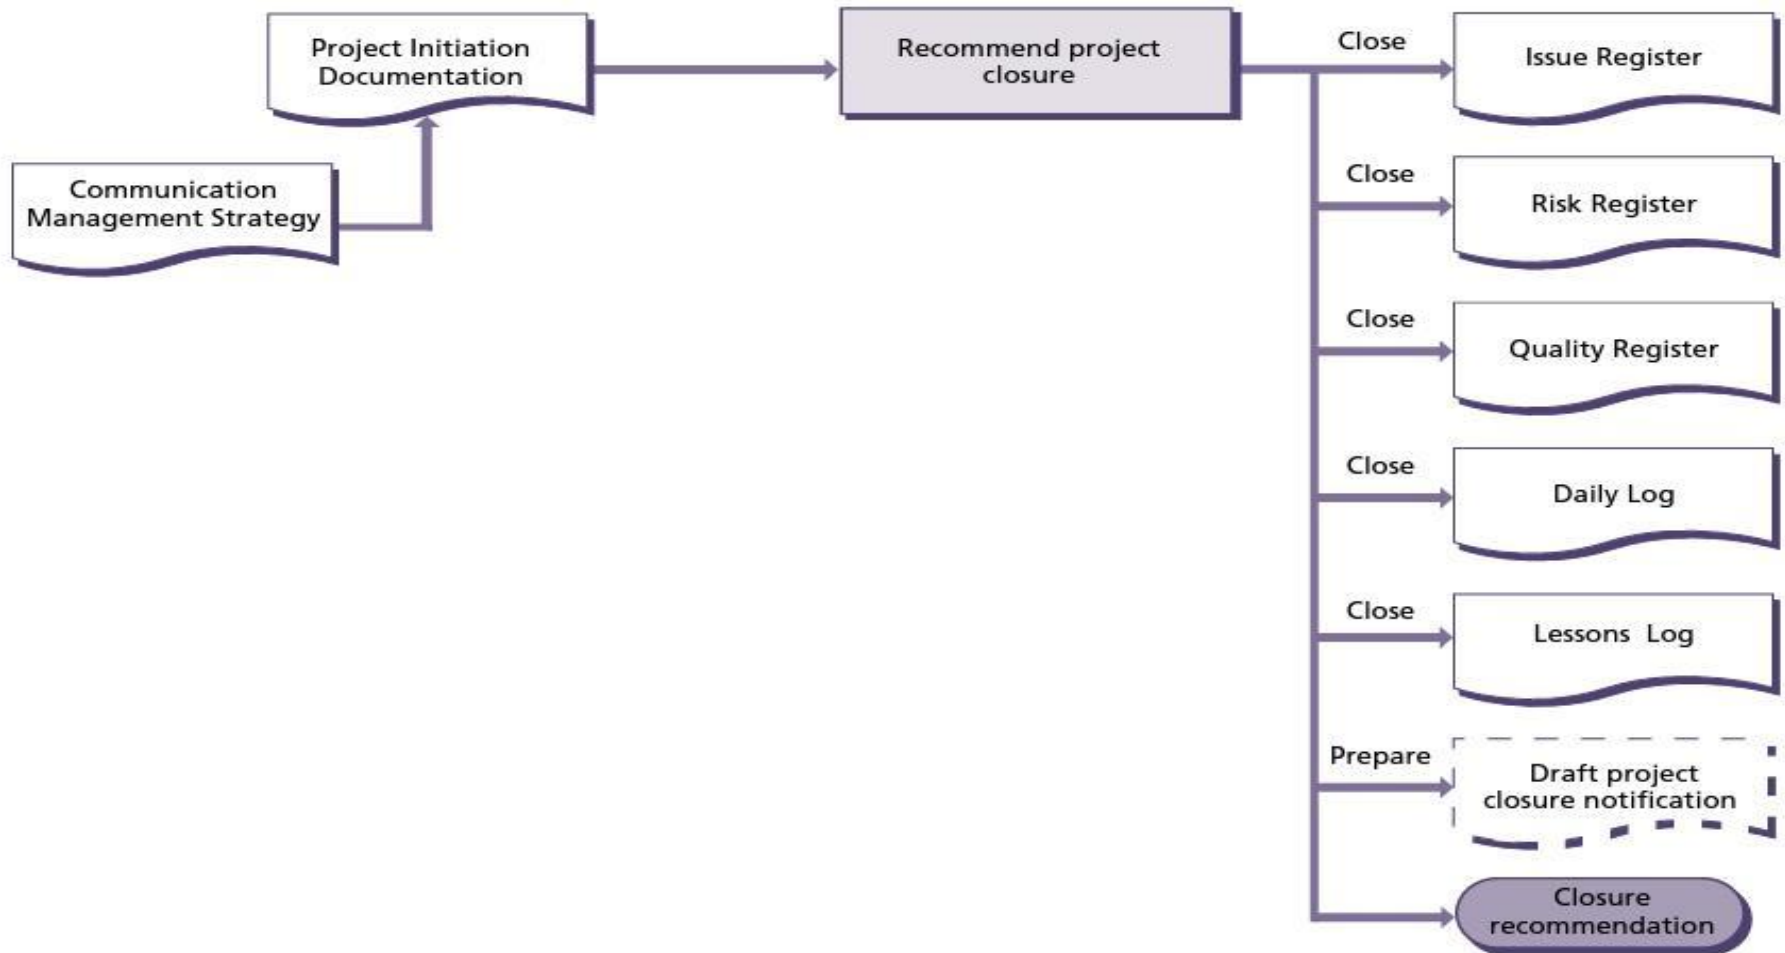 Project Initiation
Documentation
Communication
Management Strategy
Recommend project
closure
Close
Issue Register
Close
Risk Register
Close
Quality Register
Close
Daily Log
Close
Lessons Log
Prepare
Draft project
closure notification
Closure
recommendation